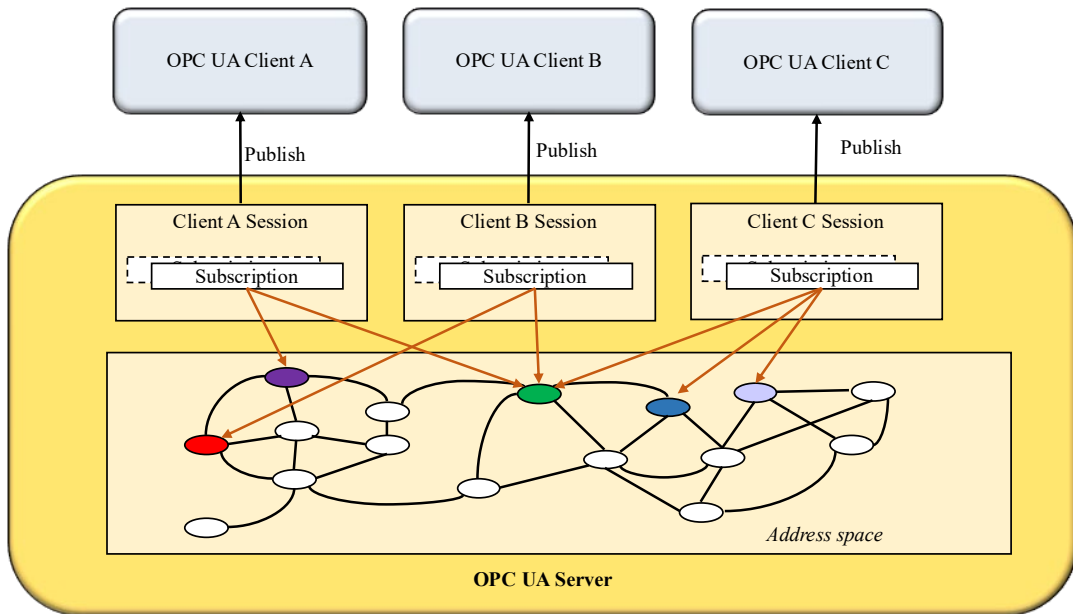 OPC UA Client A
OPC UA Client B
OPC UA Client C
Publish
Publish
Publish
Client A Session
Client B Session
Client C Session
Subscription
Subscription
Subscription
Address space
OPC UA Server